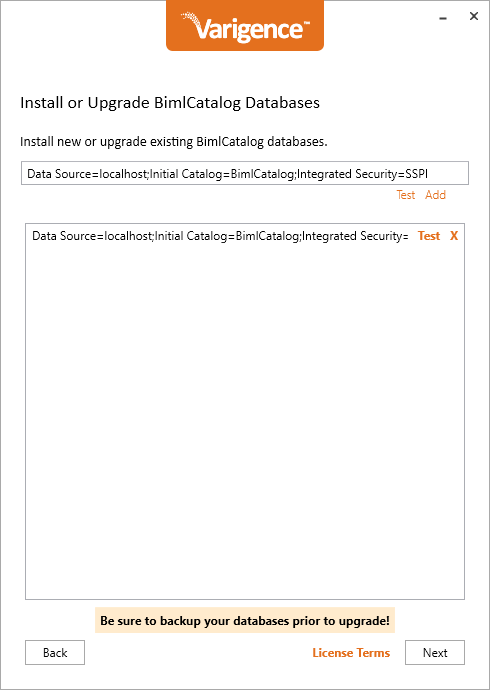 Varigence™
Install or Upgrade BimlCatalog Databases
Install new or upgrade existing BimlCatalog databases.
Data Source=localhost;Initial Catalog=BimlCatalog;Integrated Security=SSPI
Test Add
Data Source=localhost;Initial Catalog=BimlCatalog;Integrated Security= Test X
Be sure to backup your databases prior to upgrade!
Back License Terms Next